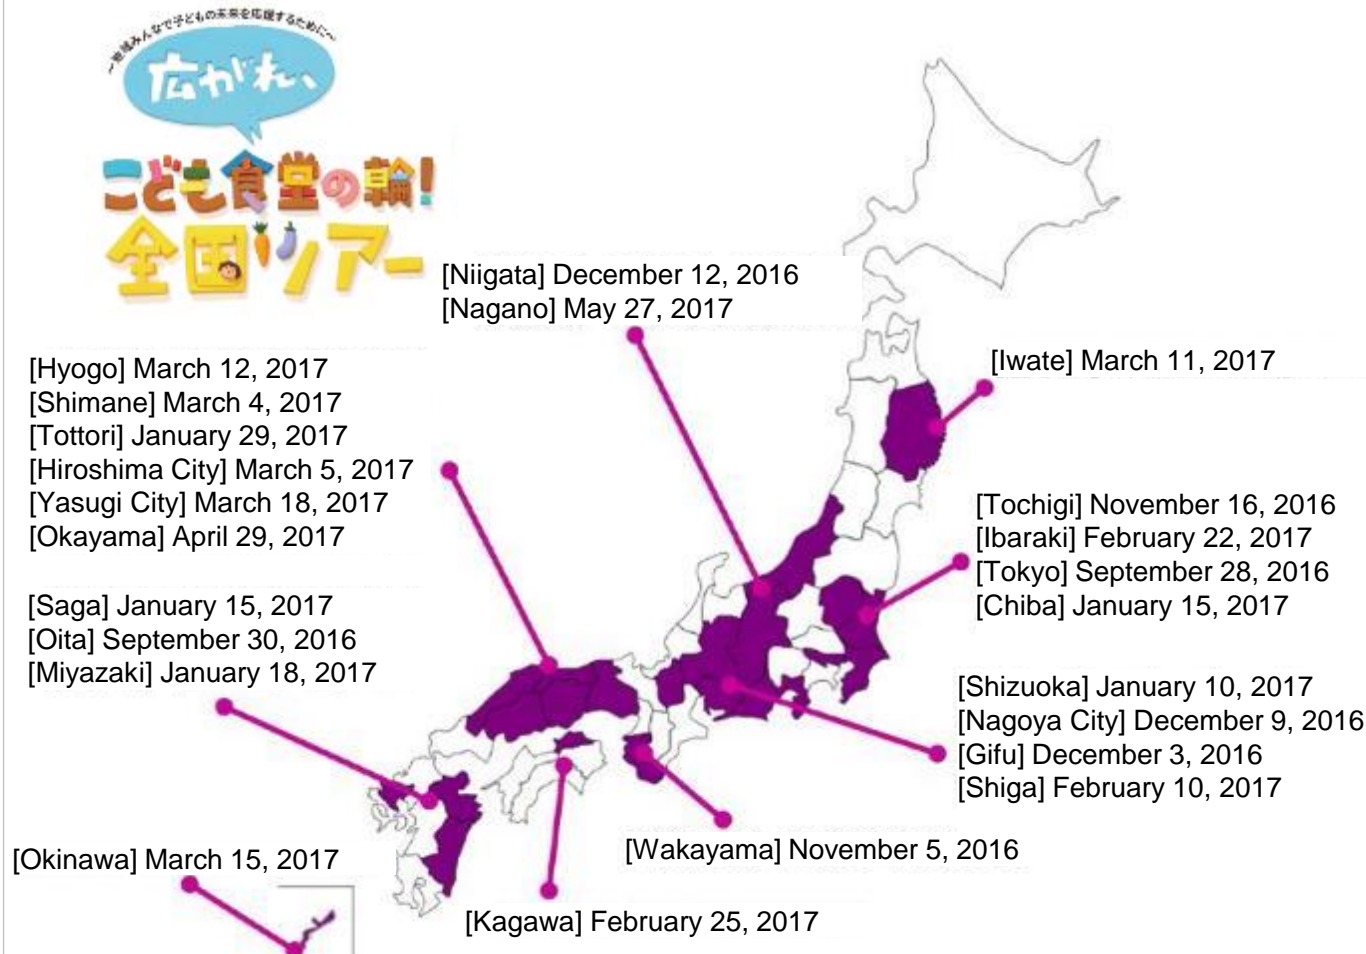 ～地域みんなで子どもの未来を応援するために～
広がれ、
こども食堂の輪！
全国ツアー
[Niigata] December 12, 2016
[Nagano] May 27, 2017
[Iwate] March 11, 2017
[Hyogo] March 12, 2017
[Shimane] March 4, 2017
[Tottori] January 29, 2017
[Hiroshima City] March 5, 2017
[Yasugi City] March 18, 2017
[Okayama] April 29, 2017
[Tochigi] November 16, 2016
[Ibaraki] February 22, 2017
[Tokyo] September 28, 2016
[Chiba] January 15, 2017
[Saga] January 15, 2017
[Oita] September 30, 2016
[Miyazaki] January 18, 2017
[Shizuoka] January 10, 2017
[Nagoya City] December 9, 2016
[Gifu] December 3, 2016
[Shiga] February 10, 2017
[Wakayama] November 5, 2016
[Okinawa] March 15, 2017
[Kagawa] February 25, 2017